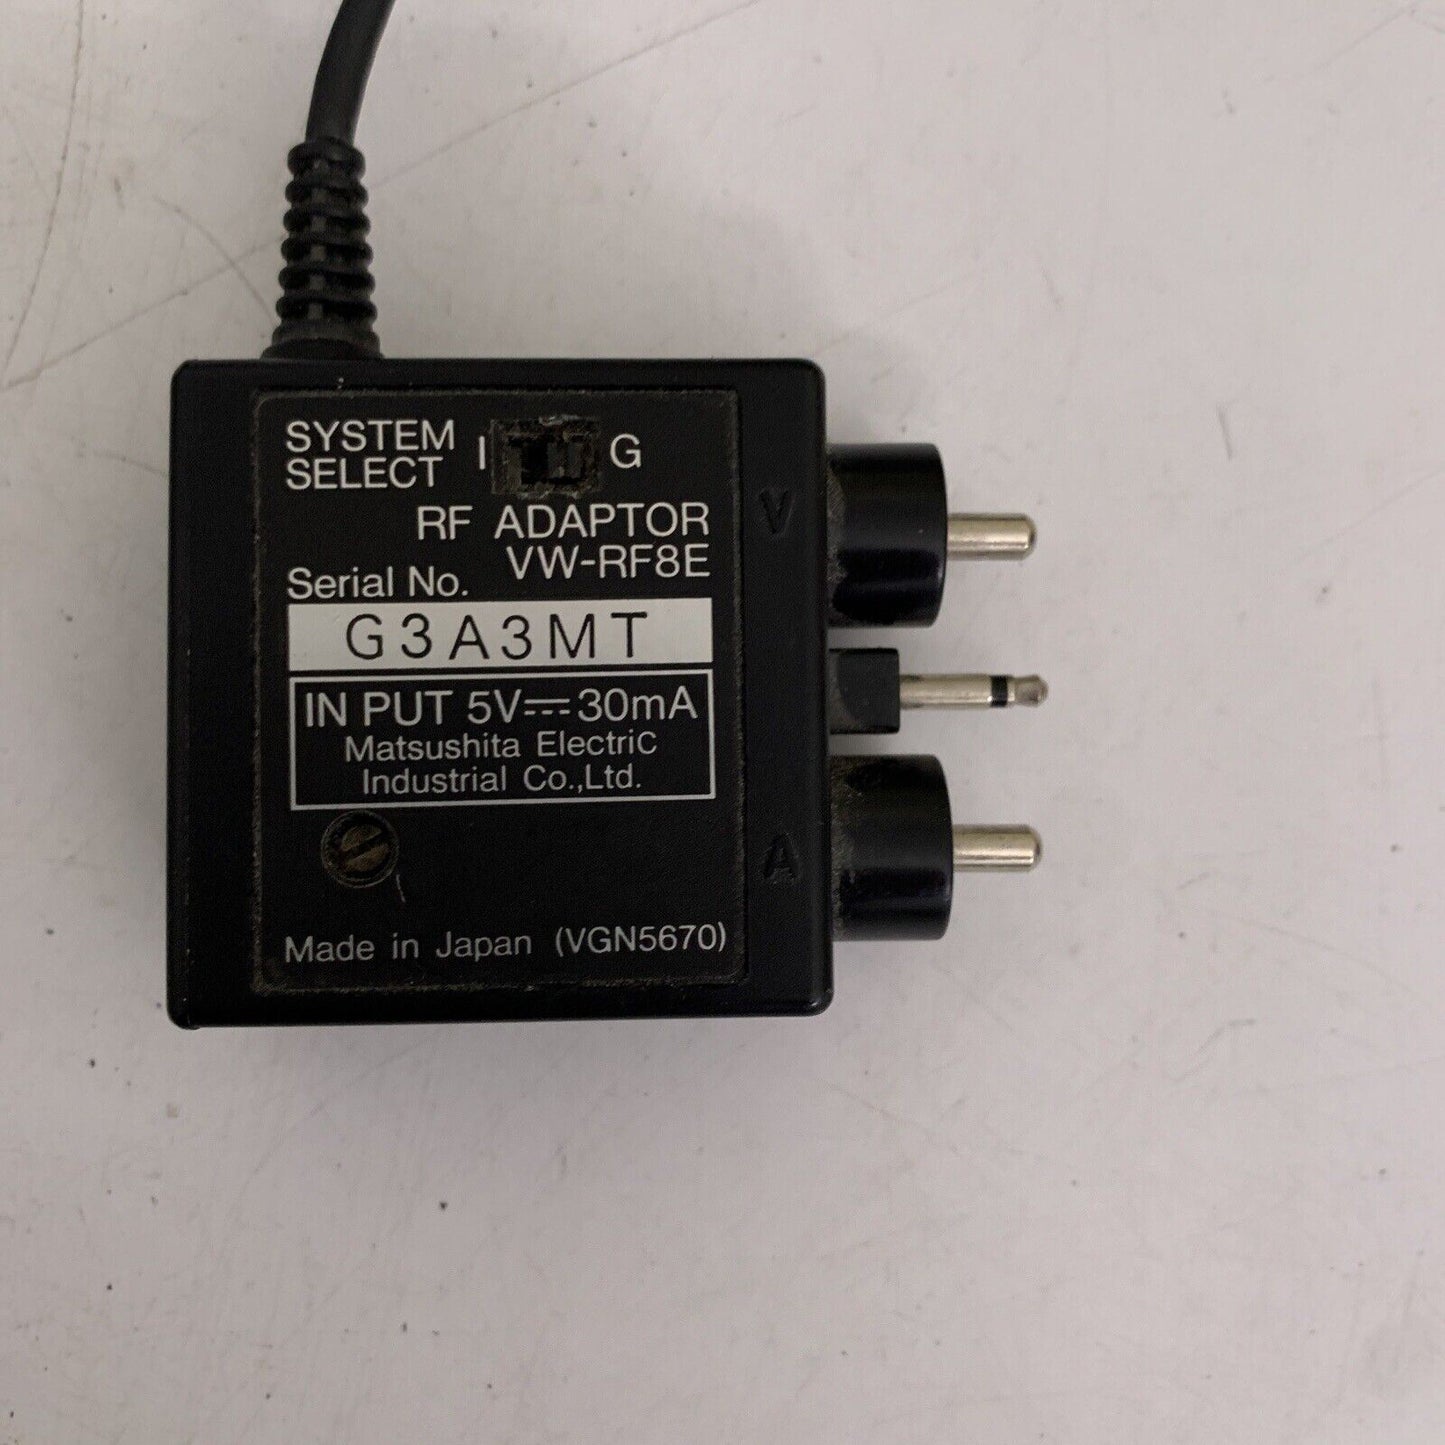 SYSTEM
SELECT I G
RF ADAPTOR
VW-RF8E
Serial No.
G3A3MT
IN PUT 5V⎓30mA
Matsushita ElectriC
Industrial Co.,Ltd.
Made in Japan (VGN5670)
V
A